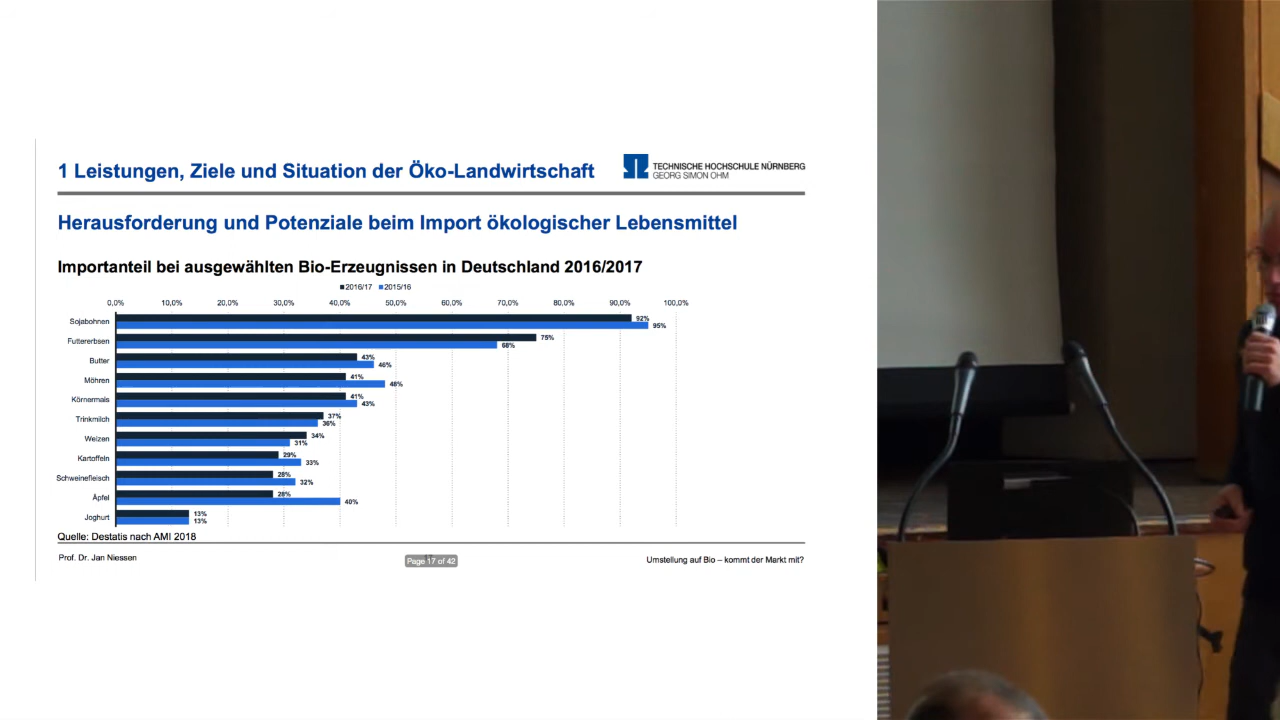 1 Leistungen, Ziele und Situation der Öko-Landwirtschaft
TECHNISCHE HOCHSCHULE NÜRNBERG
GEORG SIMON OHM
Herausforderung und Potenziale beim Import ökologischer Lebensmittel
Importanteil bei ausgewählten Bio-Erzeugnissen in Deutschland 2016/2017
2016/17 2015/16
0,0% 10,0% 20,0% 30,0% 40,0% 50,0% 60,0% 70,0% 80,0% 90,0% 100,0%
Sojabohnen 92%
95%
Futtererbsen 75%
68%
Butter 43%
46%
Möhren 41%
48%
Körnermais 41%
43%
Trinkmilch 37%
36%
Weizen 34%
31%
Kartoffeln 29%
33%
Schweinefleisch 28%
32%
Äpfel 28%
40%
Joghurt 13%
13%
Quelle: Destatis nach AMI 2018
Prof. Dr. Jan Niessen
Page 17 of 42
Umstellung auf Bio – kommt der Markt mit?